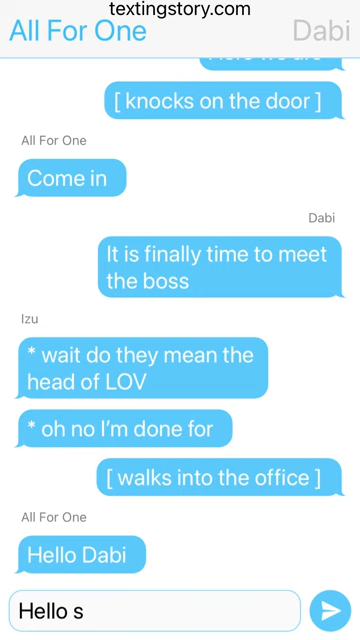 textingstory.com
All For One
Dabi
[ knocks on the door ]
All For One
Come in
Dabi
It is finally time to meet
the boss
Izu
* wait do they mean the
head of LOV
* oh no I'm done for
[ walks into the office ]
All For One
Hello Dabi
Hello s